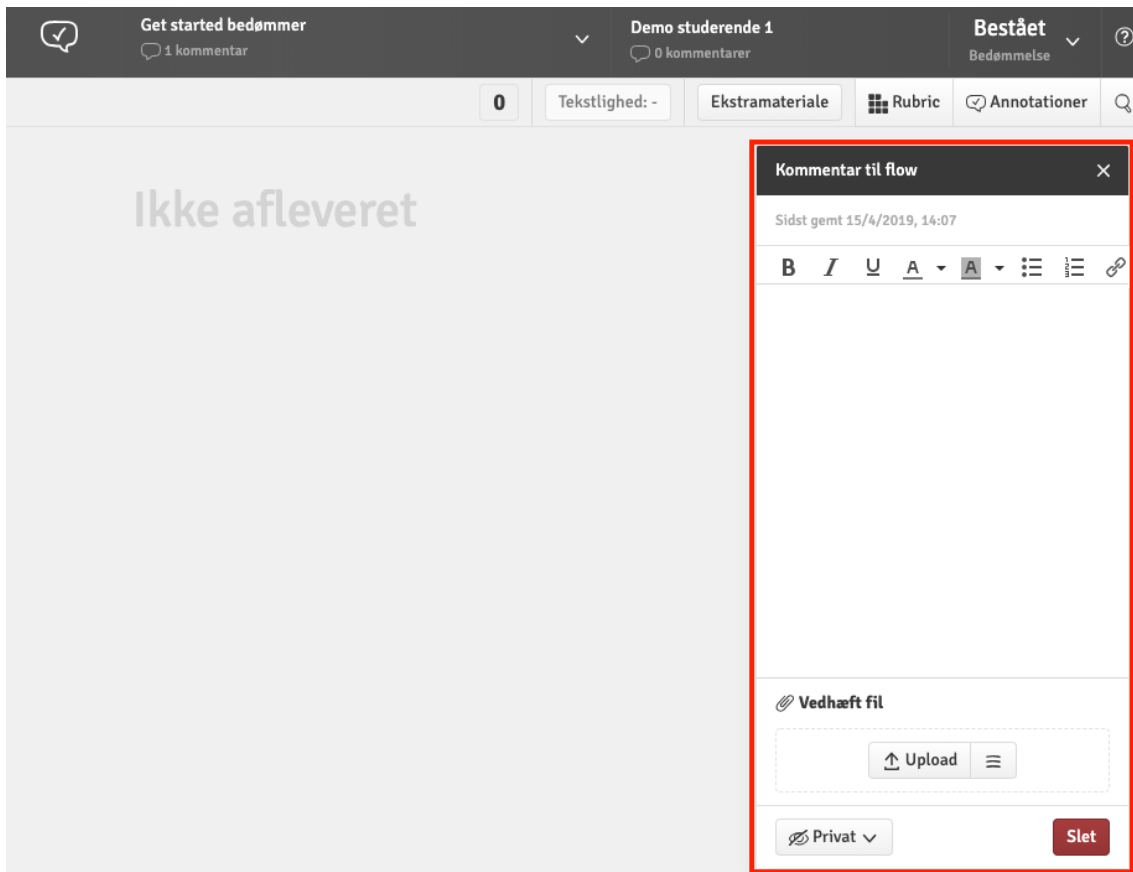 Get started bedømmer
1 kommentar
Demo studerende 1
0 kommentarer
Bestået
Bedømmelse
0
Tekstlighed: -
Ekstramateriale
Rubric
Annotationer
Ikke afleveret
Kommentar til flow
Sidst gemt 15/4/2019, 14:07
B I U A A
Vedhæft fil
Upload
Privat
Slet